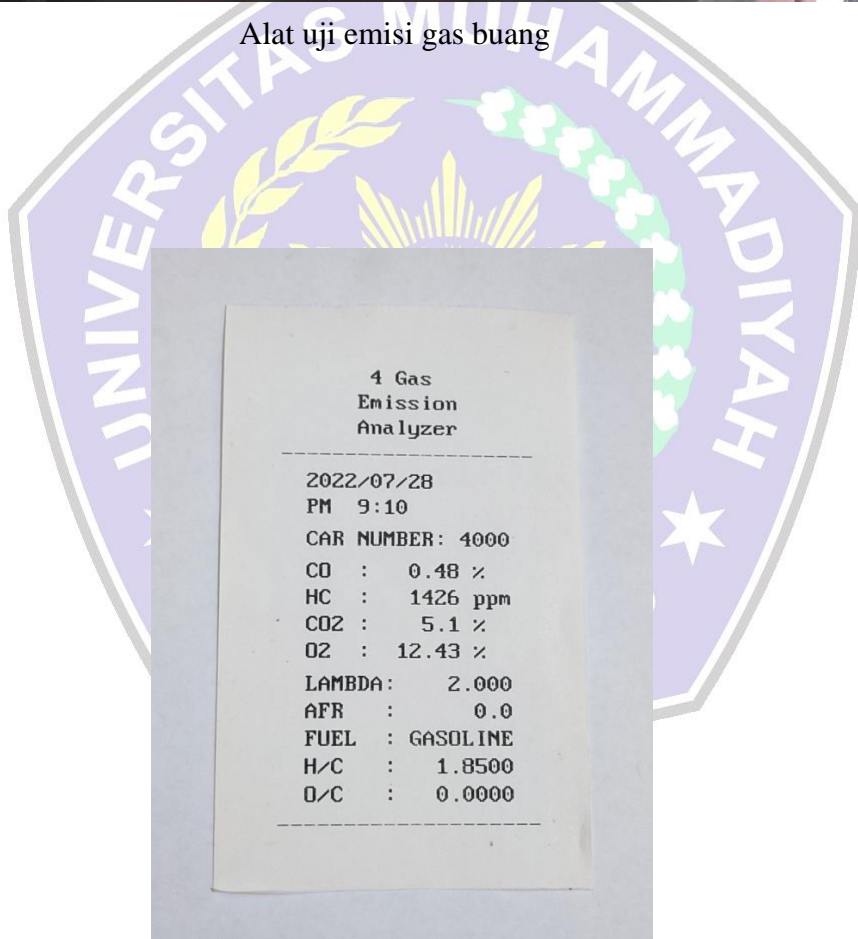 Alat uji emisi gas buang
UNIVERSITAS MUHAMMADIYAH
4 Gas
Emission
Analyzer
2022/07/28
PM 9:10
CAR NUMBER: 4000
CO : 0.48 %
HC : 1426 ppm
CO2 : 5.1 %
O2 : 12.43 %
LAMBDA: 2.000
AFR : 0.0
FUEL : GASOLINE
H/C : 1.8500
O/C : 0.0000